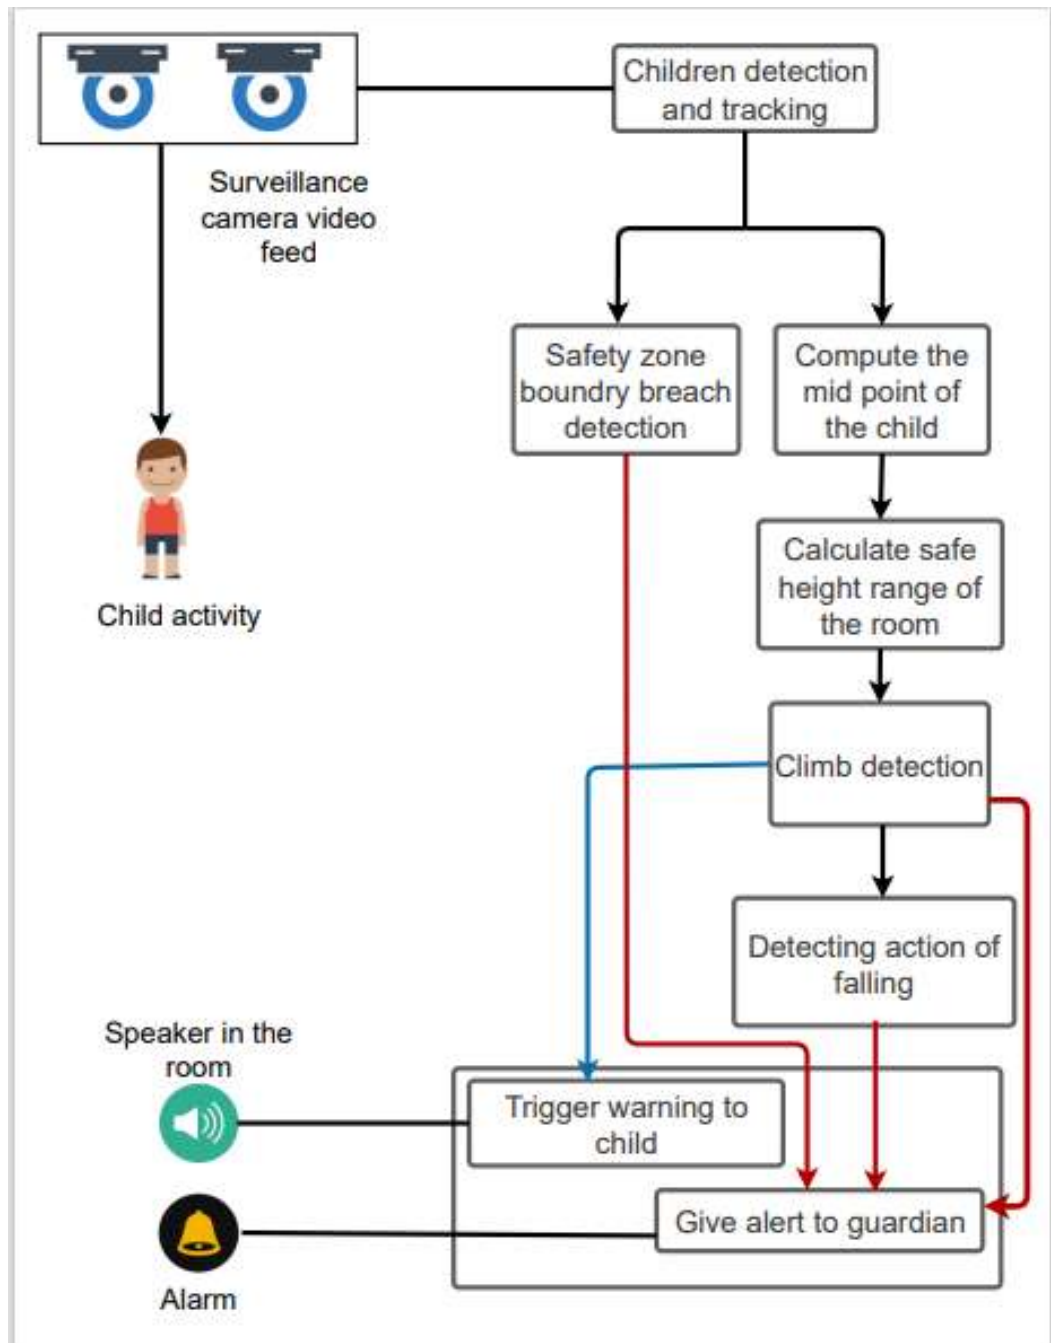 Children detection
and tracking
Surveillance
camera video
feed
Safety zone
boundry breach
detection
Compute the
mid point of
the child
Calculate safe
height range of
the room
Child activity
Climb detection
Detecting action of
falling
Speaker in the
room
Trigger warning to
child
Give alert to guardian
Alarm